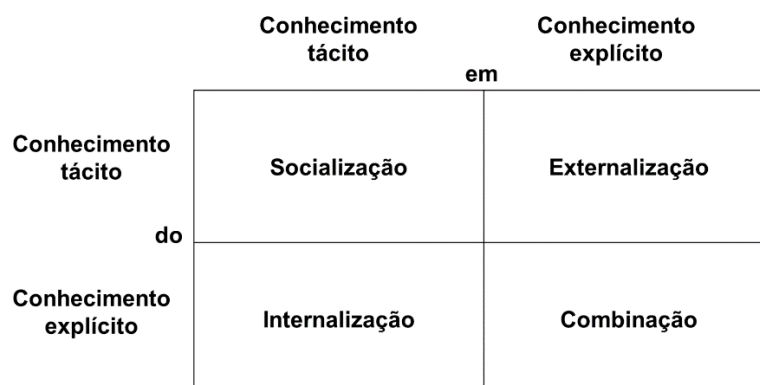 Conhecimento
tácito
Conhecimento
explícito
em
Conhecimento
tácito
Socialização
Externalização
do
Conhecimento
explícito
Internalização
Combinação